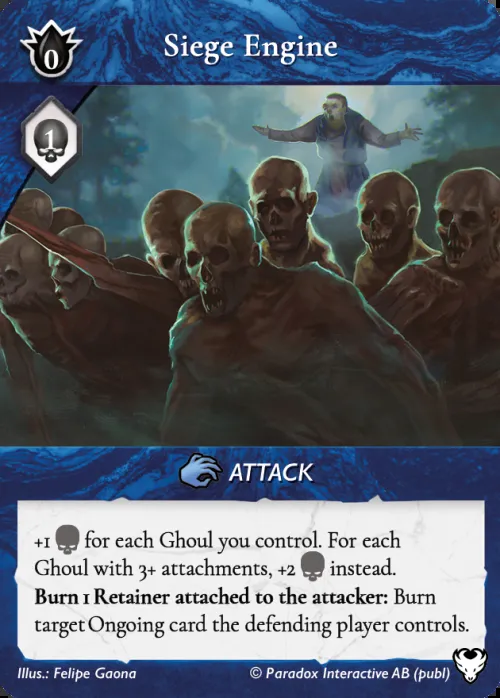 0
Siege Engine
1
ATTACK
+1 for each Ghoul you control. For each
Ghoul with 3+ attachments, +2 instead.
Burn 1 Retainer attached to the attacker: Burn
target Ongoing card the defending player controls.
Illus.: Felipe Gaona © Paradox Interactive AB (publ)